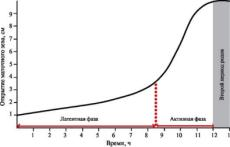 Открытие маточного зева, см
9
8
7
6
5
4
3
2
1
Латентная фаза
Активная фаза
Второй период родов
0 1 2 3 4 5 6 7 8 9 10 11 12 13
Время, ч